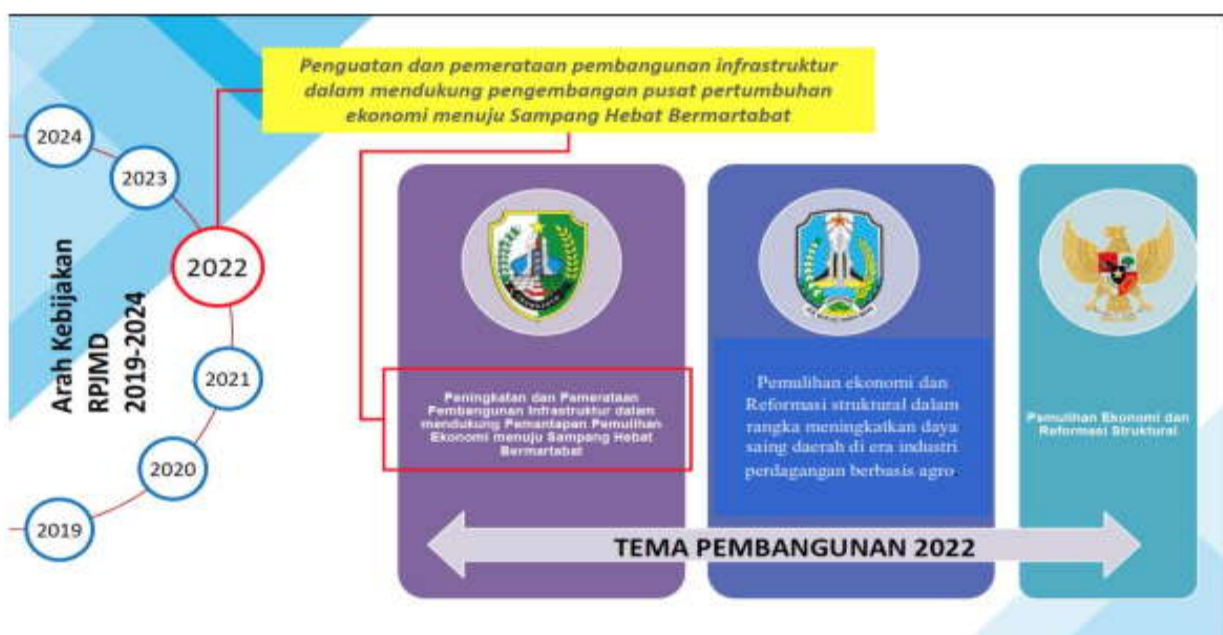 Penguatan dan pemerataan pembangunan infrastruktur
dalam mendukung pengembangan pusat pertumbuhan
ekonomi menuju Sampang Hebat Bermartabat
Arah Kebijakan
RPJMD
2019-2024
2024
2023
2022
2021
2020
2019
Peningkatan dan Pemerataan
Pembangunan Infrastruktur dalam
mendukung Pemantapan Pemulihan
Ekonomi menuju Sampang Hebat
Bermartabat
Pemulihan ekonomi dan
Reformasi struktural dalam
rangka meningkatkan daya
saing daerah di era industri
perdagangan berbasis agro
Pemulihan Ekonomi dan
Reformasi Struktural
TEMA PEMBANGUNAN 2022